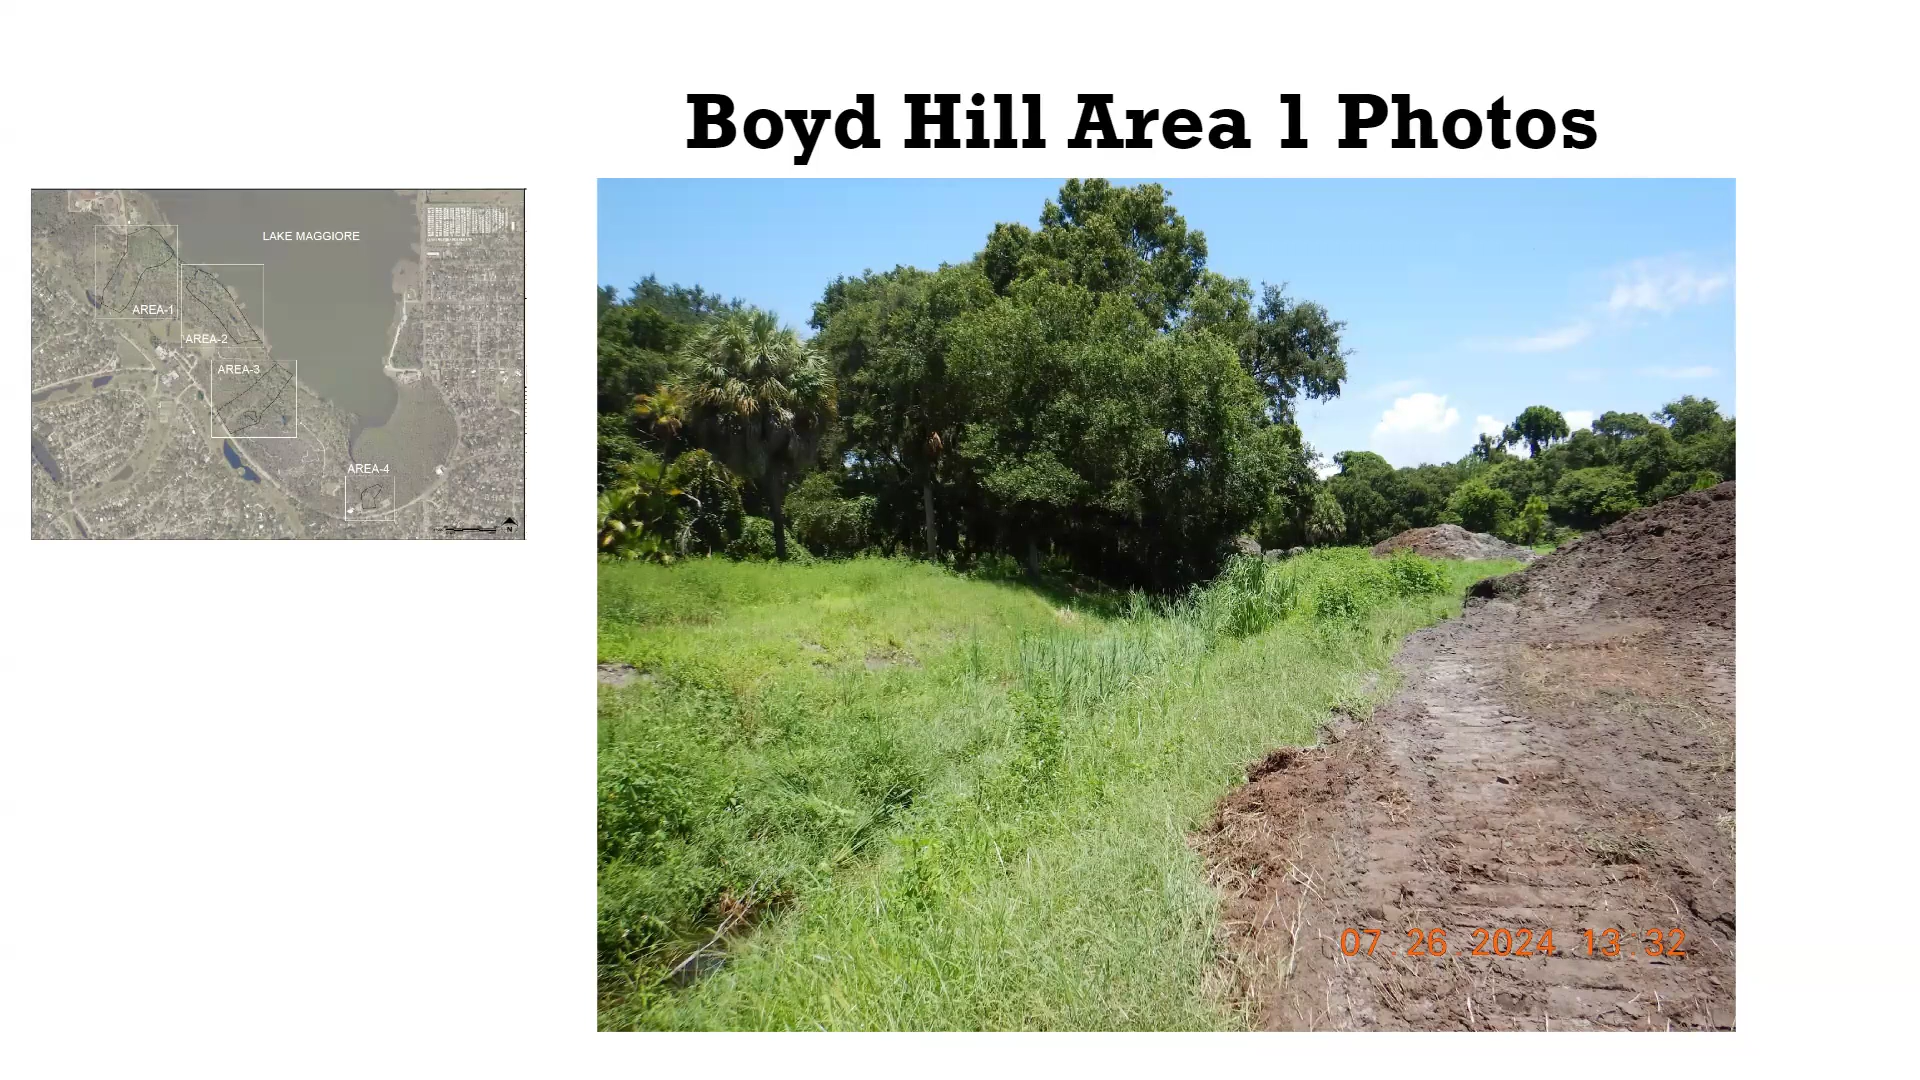 Boyd Hill Area 1 Photos
LAKE MAGGIORE
AREA-1
AREA-2
AREA-3
AREA-4
N
07.26.2024 13:32